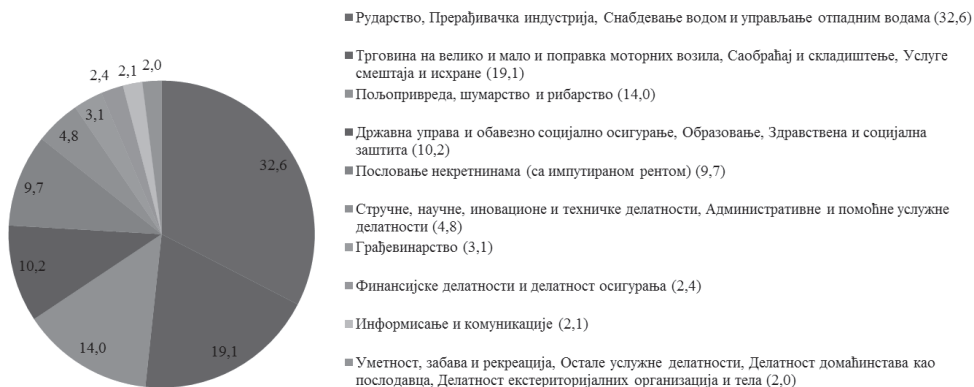 Рударство, Прерађивачка индустрија, Снабдевање водом и управљање отпадним водама (32,6)
Трговина на велико и мало и поправка моторних возила, Саобраћај и складиштење, Услуге
смештаја и исхране (19,1)
Пољопривреда, шумарство и рибарство (14,0)
Државна управа и обавезно социјално осигурање, Образовање, Здравствена и социјална
заштита (10,2)
Пословање некретнинама (са импутираном рентом) (9,7)
Стручне, научне, иновационе и техничке делатности, Административне и помоћне услужне
делатности (4,8)
Грађевинарство (3,1)
Финансијске делатности и делатност осигурања (2,4)
Информисање и комуникације (2,1)
Уметност, забава и рекреација, Остале услужне делатности, Делатност домаћинстава као
послодавца, Делатност екстериторијалних организација и тела (2,0)
32,6
19,1
14,0
10,2
9,7
4,8
3,1
2,4
2,1
2,0